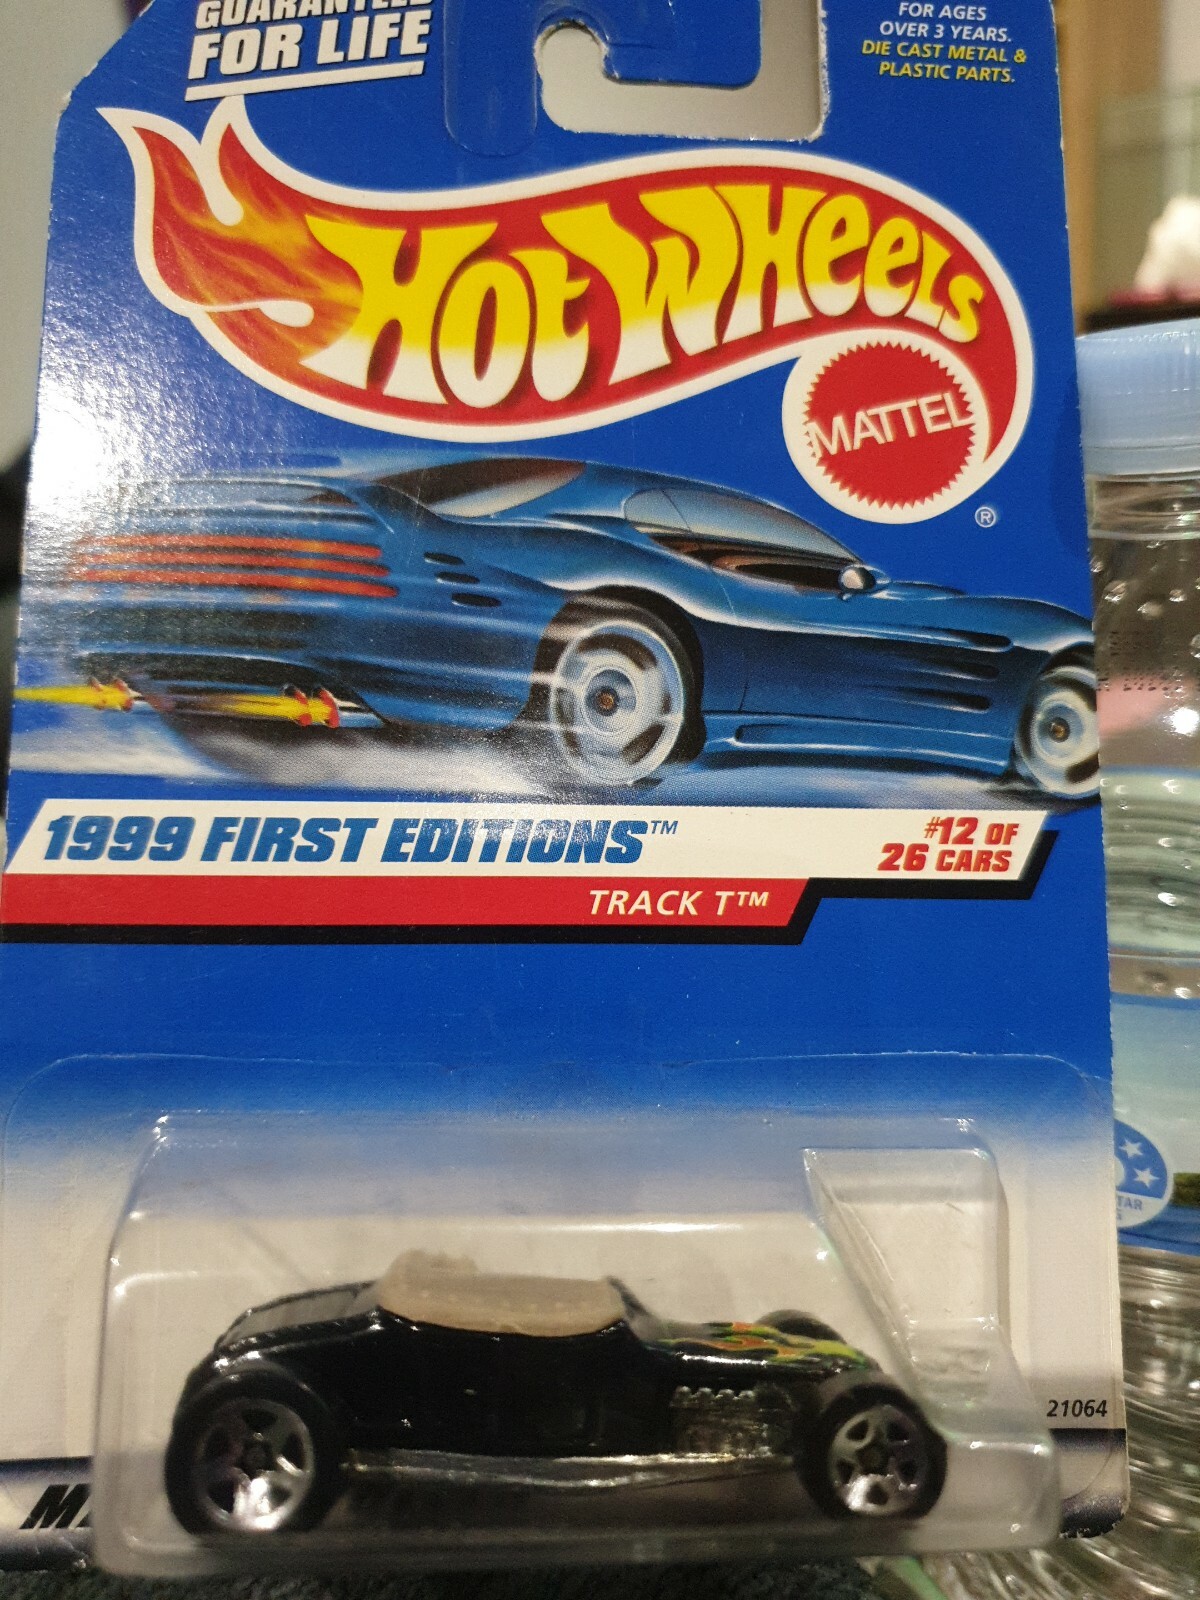 GUARANTEED
FOR LIFE
FOR AGES
OVER 3 YEARS.
DIE CAST METAL &
PLASTIC PARTS.
HOT WHEELS
MATTEL
®
1999 FIRST EDITIONS™
#12 OF
26 CARS
TRACK T™
21064